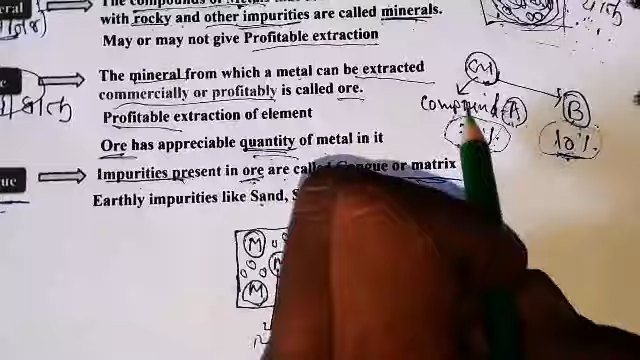 eral
with rocky and other impurities are called minerals.
May or may not give Profitable extraction
The mineral from which a metal can be extracted
commercially or profitably is called ore.
Profitable extraction of element
Ore has appreciable quantity of metal in it
gue
Impurities present in ore are called Gangue or matrix
Earthly impurities like Sand,
M
Compound A
B
10%
M
M
M